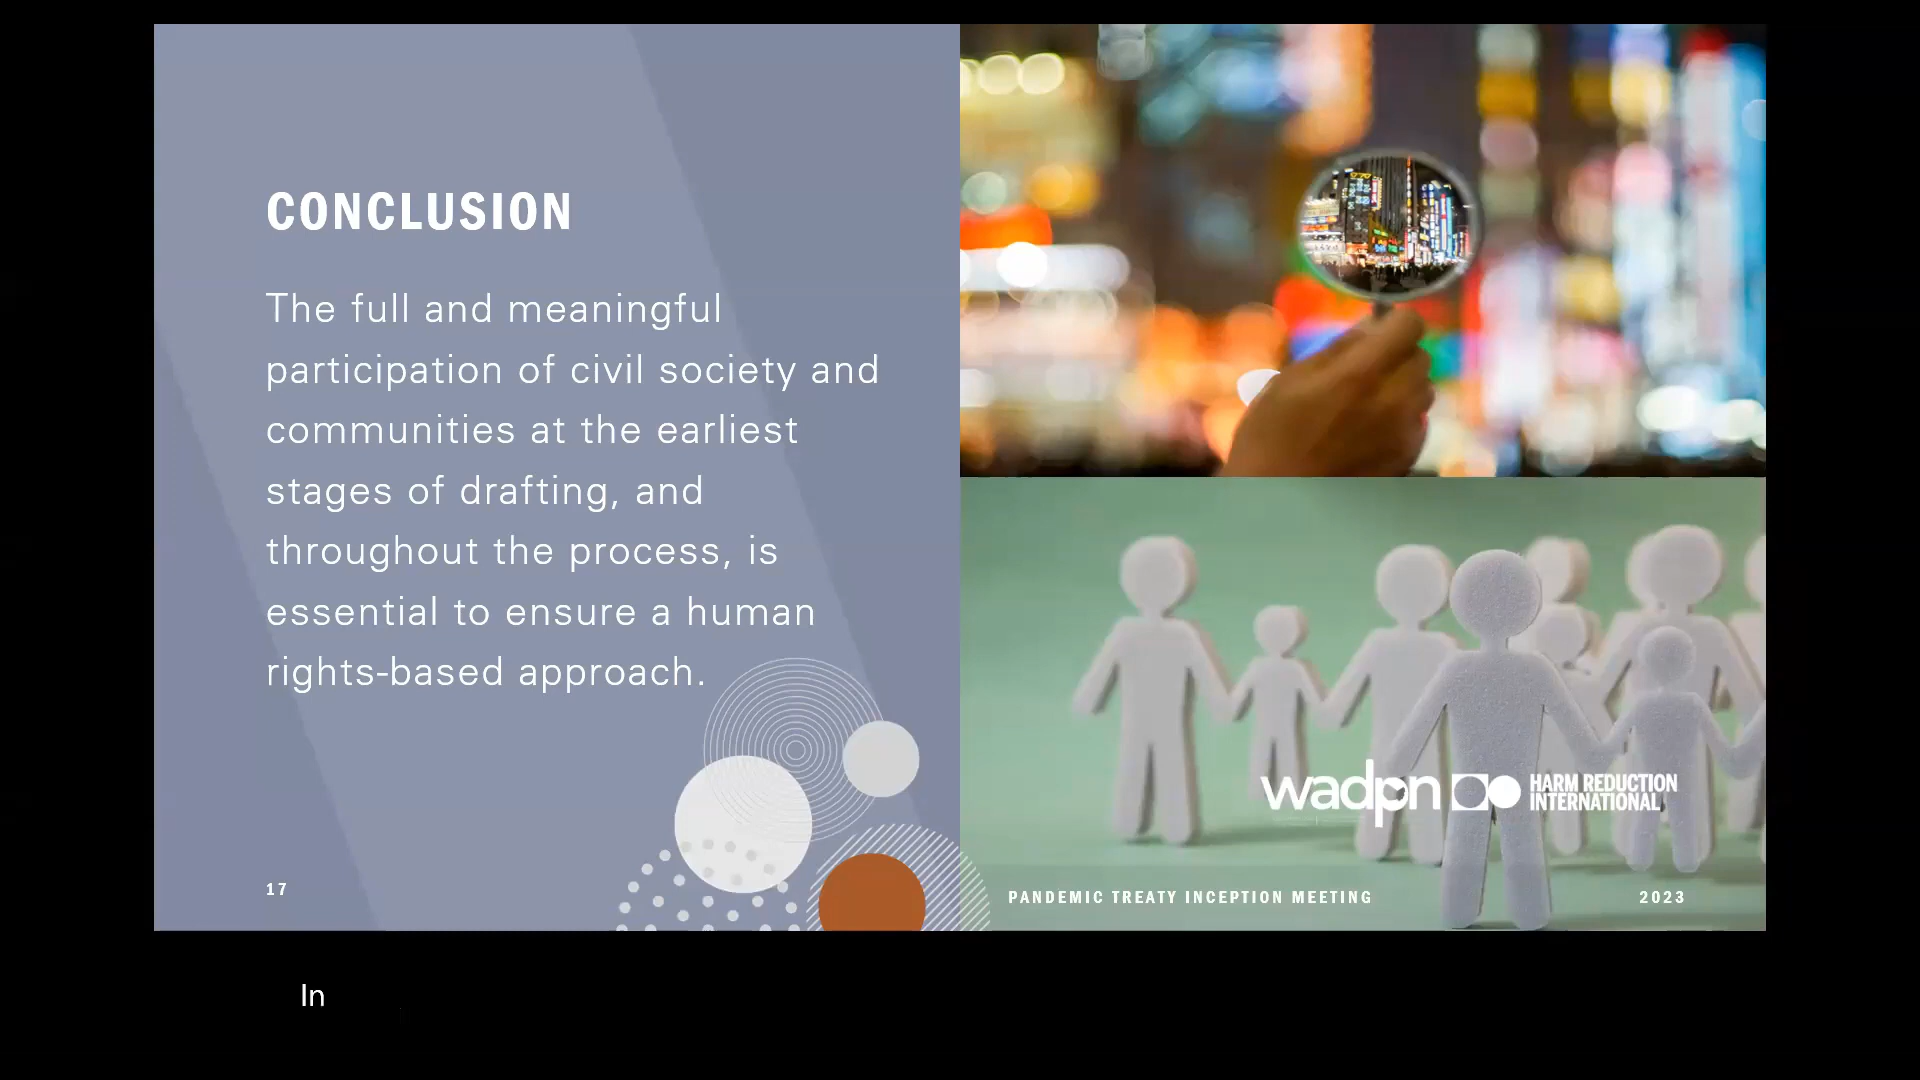 CONCLUSION
The full and meaningful
participation of civil society and
communities at the earliest
stages of drafting, and
throughout the process, is
essential to ensure a human
rights-based approach.
17
wadpn
HARM REDUCTION
INTERNATIONAL
PANDEMIC TREATY INCEPTION MEETING
2023
In